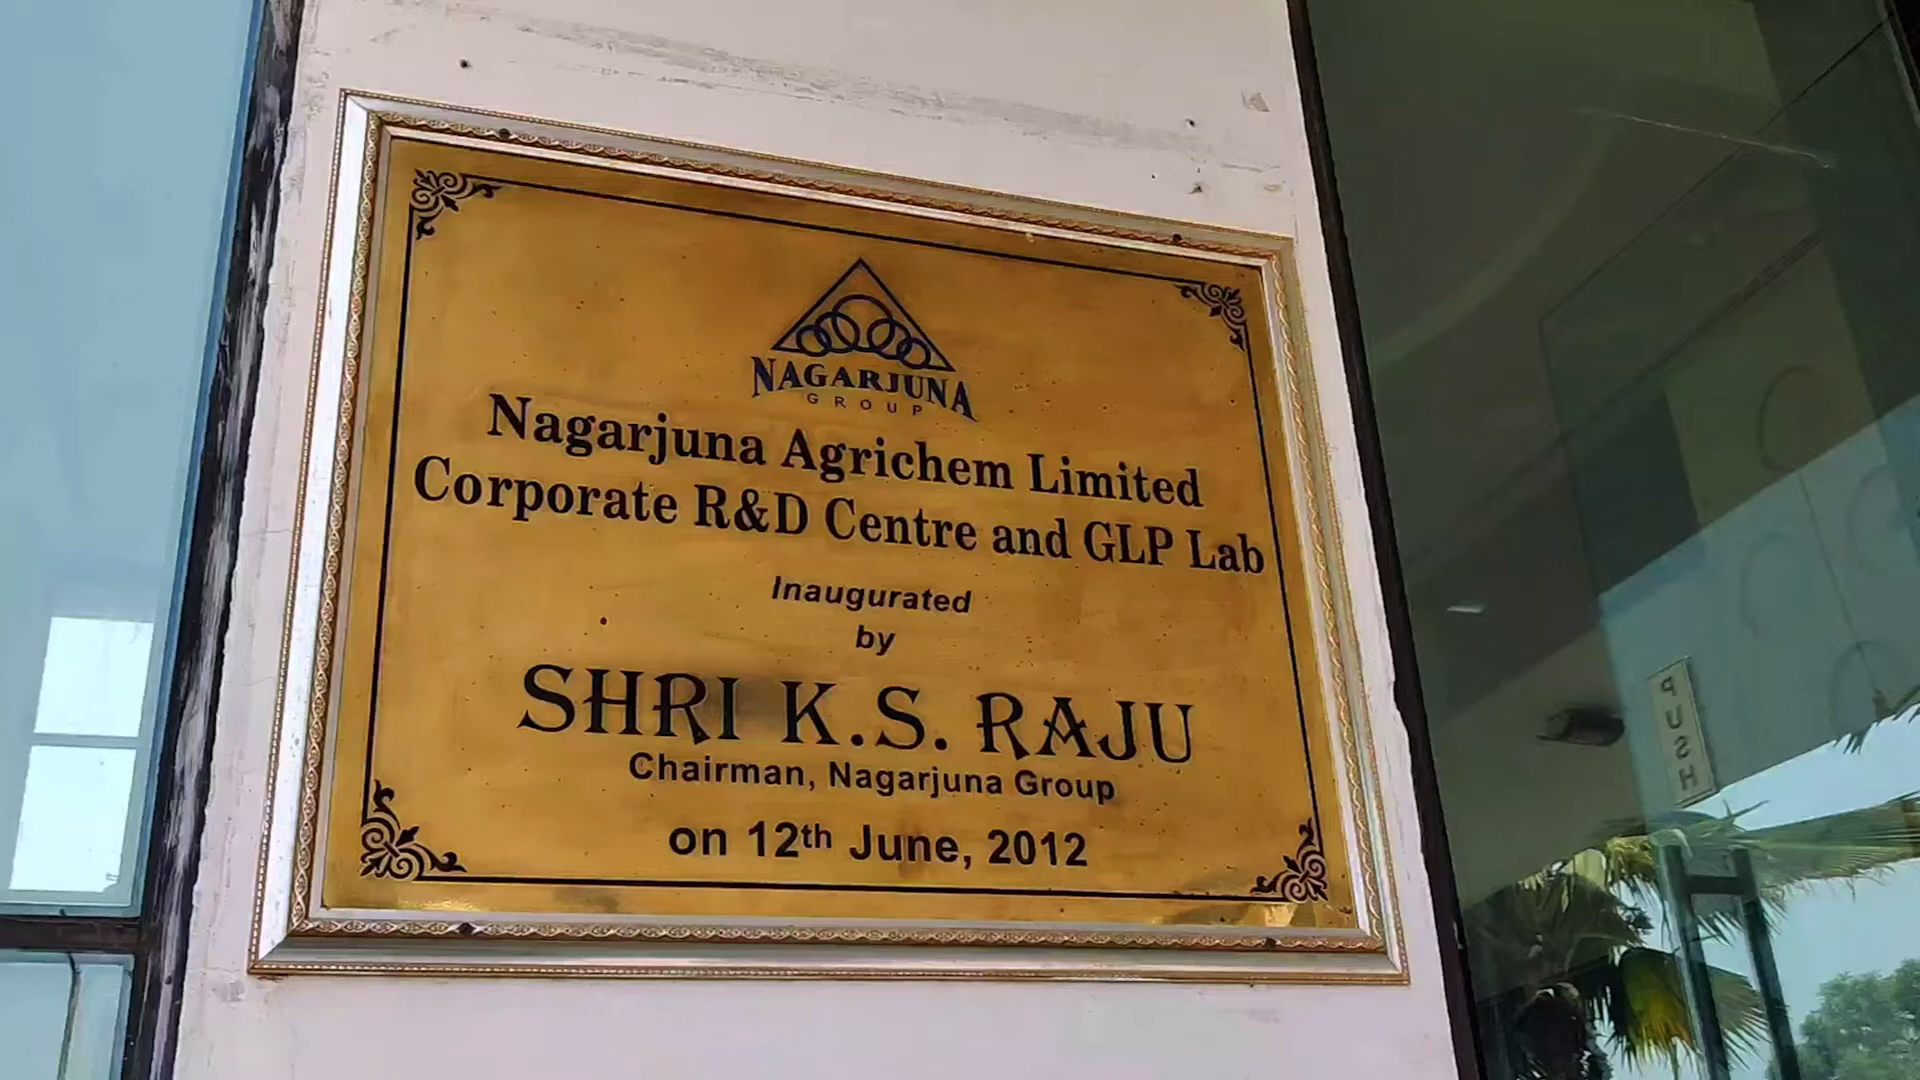 NAGARJUNA
GROUP
Nagarjuna Agrichem Limited
Corporate R&D Centre and GLP Lab
Inaugurated
by
SHRI K.S. RAJU
Chairman, Nagarjuna Group
on 12th June, 2012
PUSH